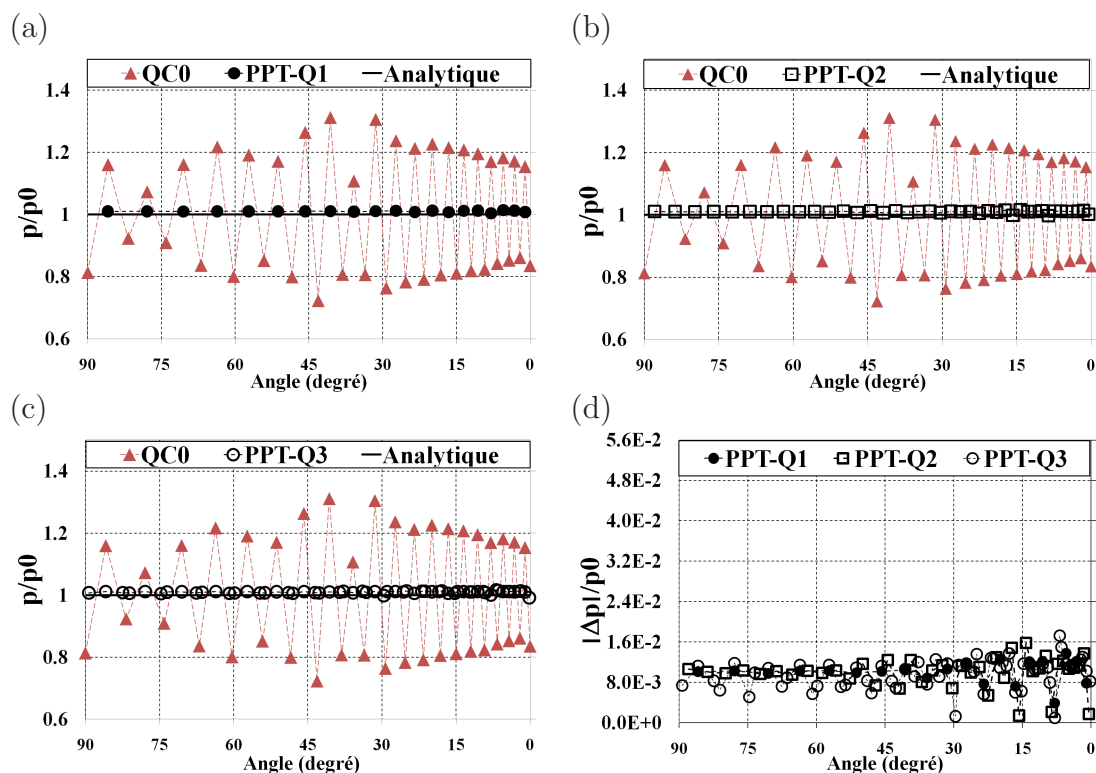 (a)
QC0 PPT-Q1 Analytique
p/p0
1.4
1.2
1
0.8
0.6
90 75 60 45 30 15 0
Angle (degré)
(b)
QC0 PPT-Q2 Analytique
p/p0
1.4
1.2
1
0.8
0.6
90 75 60 45 30 15 0
Angle (degré)
(c)
QC0 PPT-Q3 Analytique
p/p0
1.4
1.2
1
0.8
0.6
90 75 60 45 30 15 0
Angle (degré)
(d)
PPT-Q1 PPT-Q2 PPT-Q3
|Δp|/p0
5.6E-2
4.8E-2
4.0E-2
3.2E-2
2.4E-2
1.6E-2
8.0E-3
0.0E+0
90 75 60 45 30 15 0
Angle (degré)